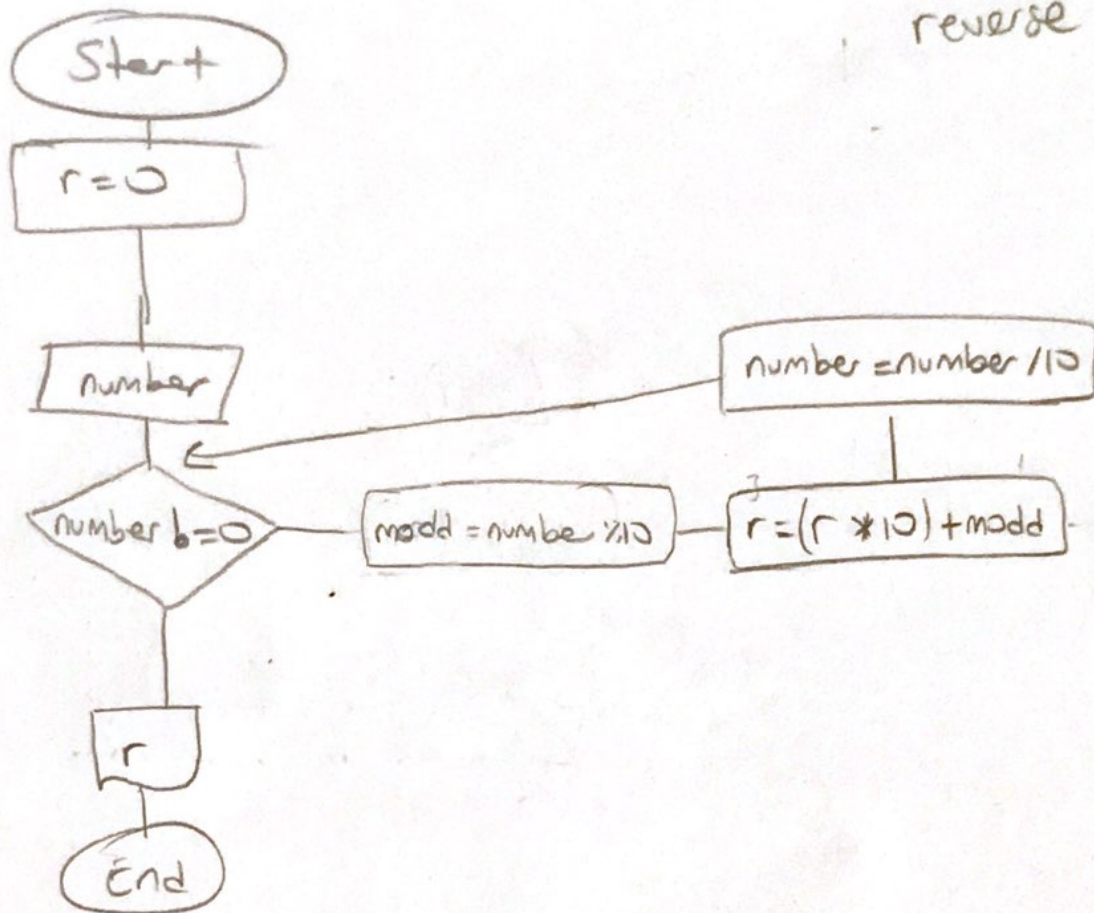 reverse
Start
r=0
number
number = number /10
number b=0
modd = number %10
r=(r *10)+modd
r
End